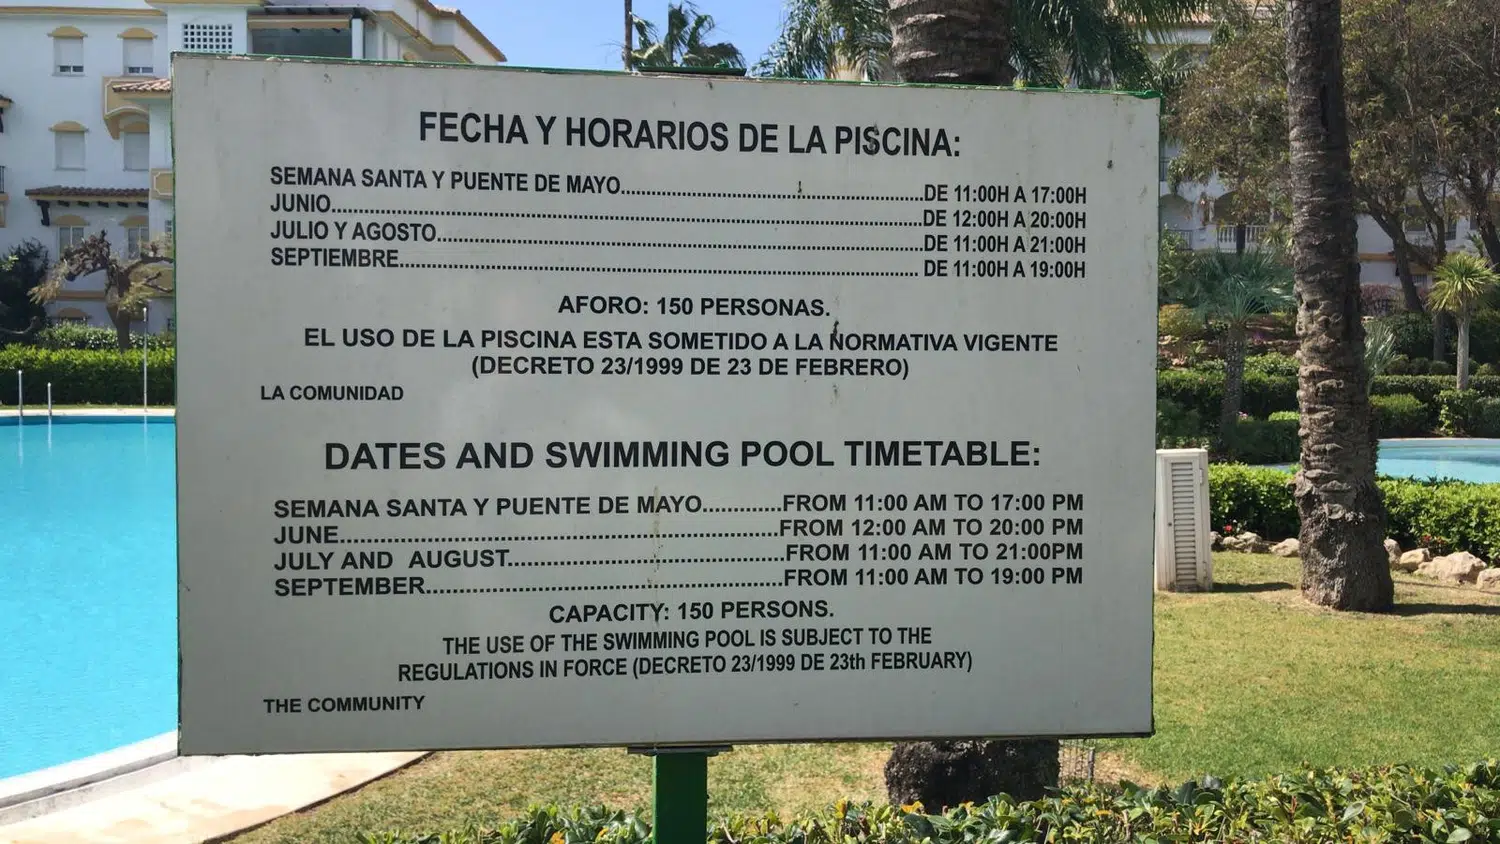 FECHA Y HORARIOS DE LA PISCINA:
SEMANA SANTA Y PUENTE DE MAYO..........DE 11:00H A 17:00H
JUNIO..........DE 12:00H A 20:00H
JULIO Y AGOSTO..........DE 11:00H A 21:00H
SEPTIEMBRE.......... DE 11:00H A 19:00H
AFORO: 150 PERSONAS.
EL USO DE LA PISCINA ESTA SOMETIDO A LA NORMATIVA VIGENTE
(DECRETO 23/1999 DE 23 DE FEBRERO)
LA COMUNIDAD
DATES AND SWIMMING POOL TIMETABLE:
SEMANA SANTA Y PUENTE DE MAYO..........FROM 11:00 AM TO 17:00 PM
JUNE..........FROM 12:00 AM TO 20:00 PM
JULY AND AUGUST..........FROM 11:00 AM TO 21:00PM
SEPTEMBER..........FROM 11:00 AM TO 19:00 PM
CAPACITY: 150 PERSONS.
THE USE OF THE SWIMMING POOL IS SUBJECT TO THE
REGULATIONS IN FORCE (DECRETO 23/1999 DE 23th FEBRUARY)
THE COMMUNITY